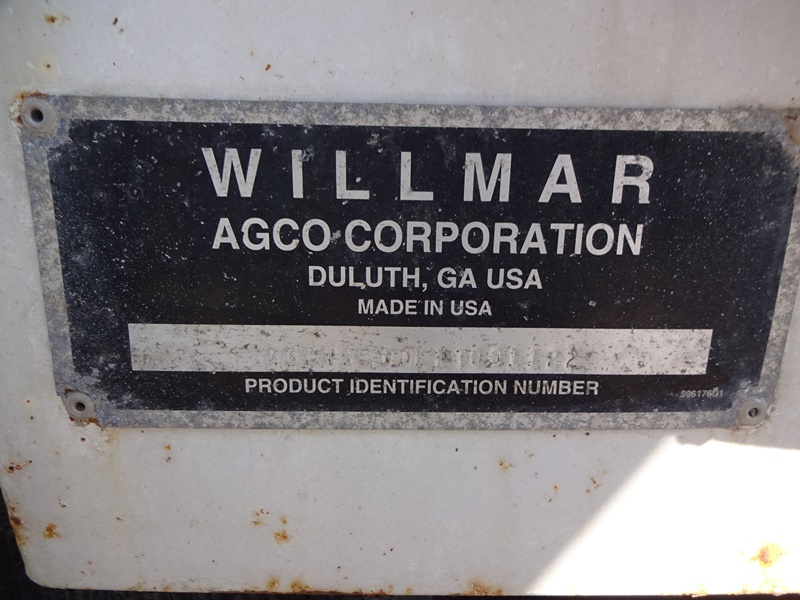 WILLMAR
AGCO CORPORATION
DULUTH, GA USA
MADE IN USA
PRODUCT IDENTIFICATION NUMBER